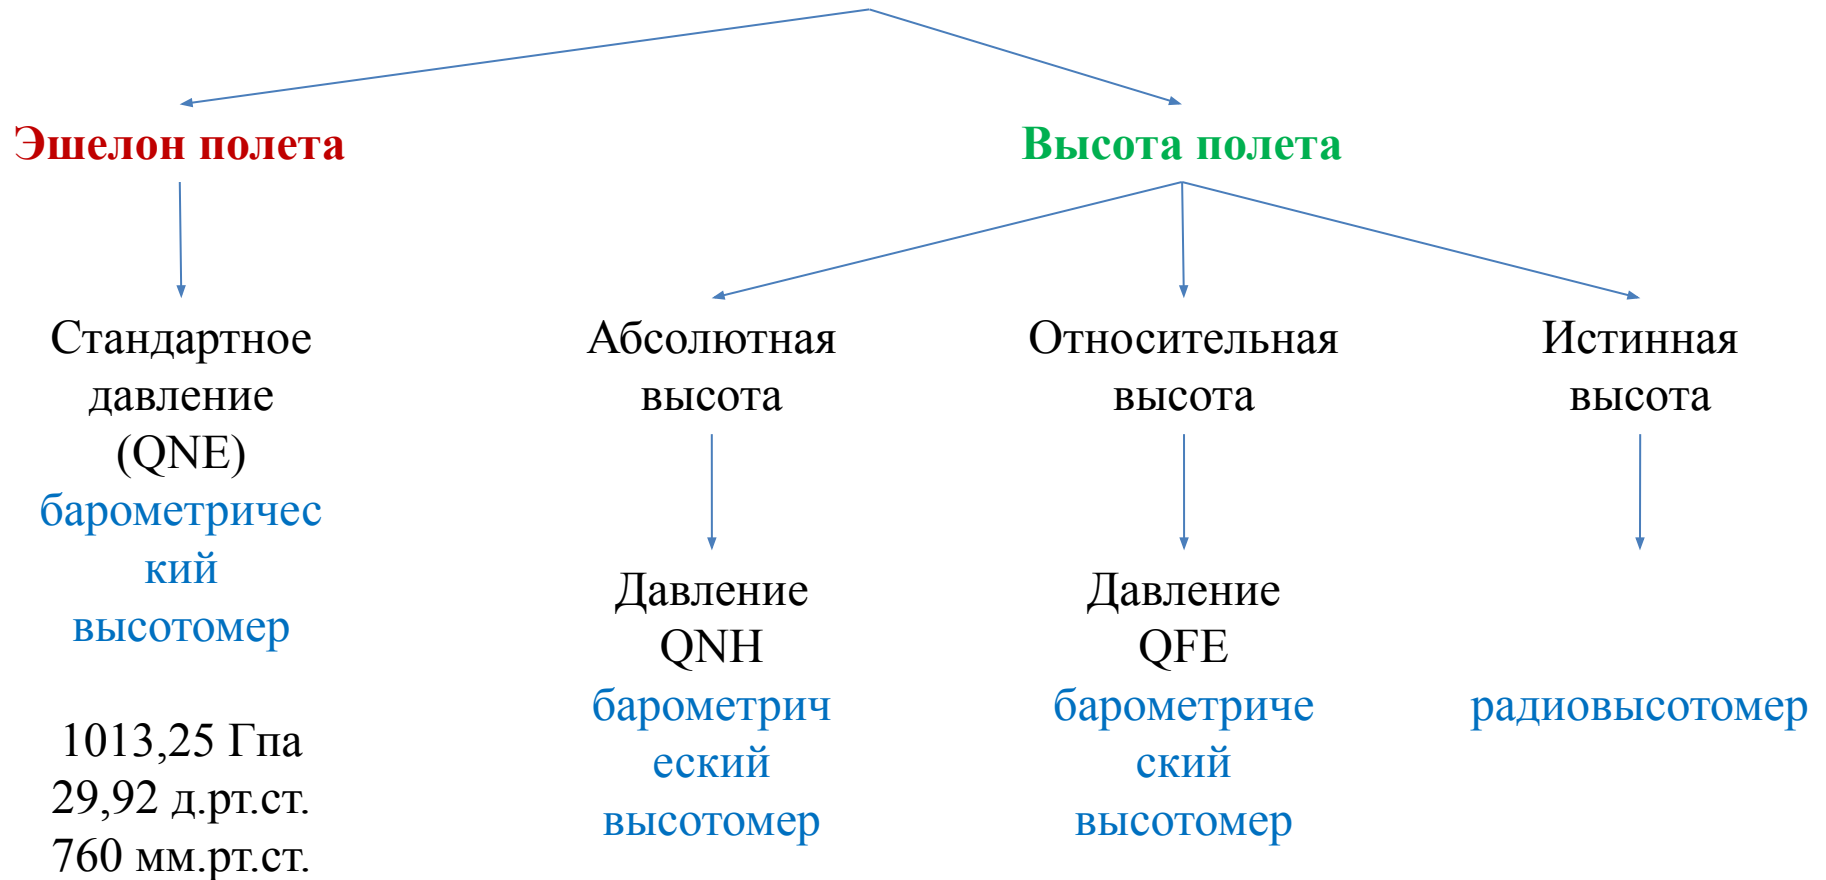 Эшелон полета
Высота полета
Стандартное
давление
(QNE)
барометричес
кий
высотомер
1013,25 Гпа
29,92 д.рт.ст.
760 мм.рт.ст.
Абсолютная
высота
Давление
QNH
барометрич
еский
высотомер
Относительная
высота
Давление
QFE
барометриче
ский
высотомер
Истинная
высота
радиовысотомер